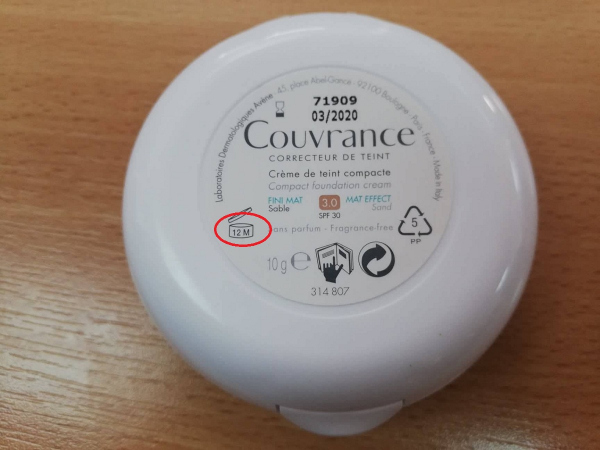 Laboratoires Dermatologiques Avène - 45, place Abel-Gance - 92100 Boulogne - Paris - France - Made in Italy
71909
03/2020
Couvrance
CORRECTEUR DE TEINT
Crème de teint compacte
Compact foundation cream
FINI MAT 3.0 MAT EFFECT
Sable Sand
SPF 30
12 M
ans parfum - Fragrance-free
5
PP
10 g e
314 807